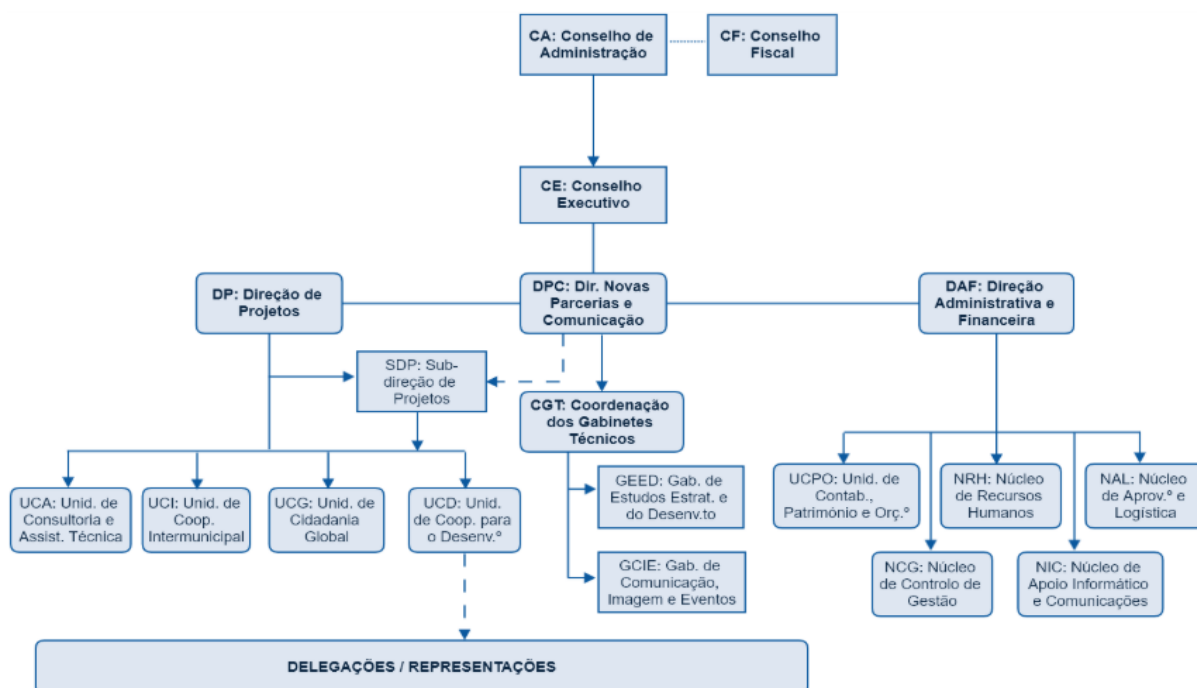 CA: Conselho de
Administração
CF: Conselho
Fiscal
CE: Conselho
Executivo
DP: Direção de
Projetos
DPC: Dir. Novas
Parcerias e
Comunicação
DAF: Direção
Administrativa e
Financeira
SDP: Sub-
direção de
Projetos
CGT: Coordenação
dos Gabinetes
Técnicos
UCA: Unid. de
Consultoria e
Assist. Técnica
UCI: Unid. de
Coop.
Intermunicipal
UCG: Unid. de
Cidadania
Global
UCD: Unid.
de Coop. para
o Desenv.º
GEED: Gab. de
Estudos Estrat. e
do Desenv.to
GCIE: Gab. de
Comunicação,
Imagem e Eventos
UCPO: Unid. de
Contab.,
Património e Orç.º
NRH: Núcleo
de Recursos
Humanos
NAL: Núcleo
de Aprov.º e
Logística
NCG: Núcleo
de Controlo de
Gestão
NIC: Núcleo de
Apoio Informático
e Comunicações
DELEGAÇÕES / REPRESENTAÇÕES